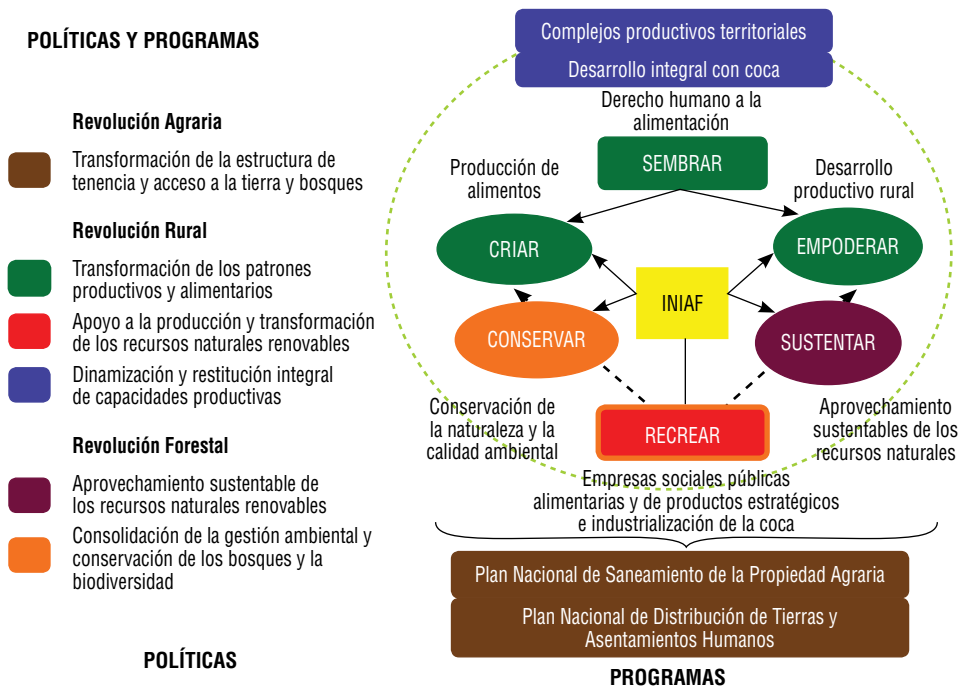 POLÍTICAS Y PROGRAMAS
Revolución Agraria
Transformación de la estructura de
tenencia y acceso a la tierra y bosques
Revolución Rural
Transformación de los patrones
productivos y alimentarios
Apoyo a la producción y transformación
de los recursos naturales renovables
Dinamización y restitución integral
de capacidades productivas
Revolución Forestal
Aprovechamiento sustentable de
los recursos naturales renovables
Consolidación de la gestión ambiental y
conservación de los bosques y la
biodiversidad
POLÍTICAS
Complejos productivos territoriales
Desarrollo integral con coca
Derecho humano a la
alimentación
SEMBRAR
Producción de
alimentos
Desarrollo
productivo rural
CRIAR
EMPODERAR
INIAF
CONSERVAR
SUSTENTAR
Conservación de
la naturaleza y la
calidad ambiental
RECREAR
Aprovechamiento
sustentables de los
recursos naturales
Empresas sociales públicas
alimentarias y de productos estratégicos
e industrialización de la coca
Plan Nacional de Saneamiento de la Propiedad Agraria
Plan Nacional de Distribución de Tierras y
Asentamientos Humanos
PROGRAMAS